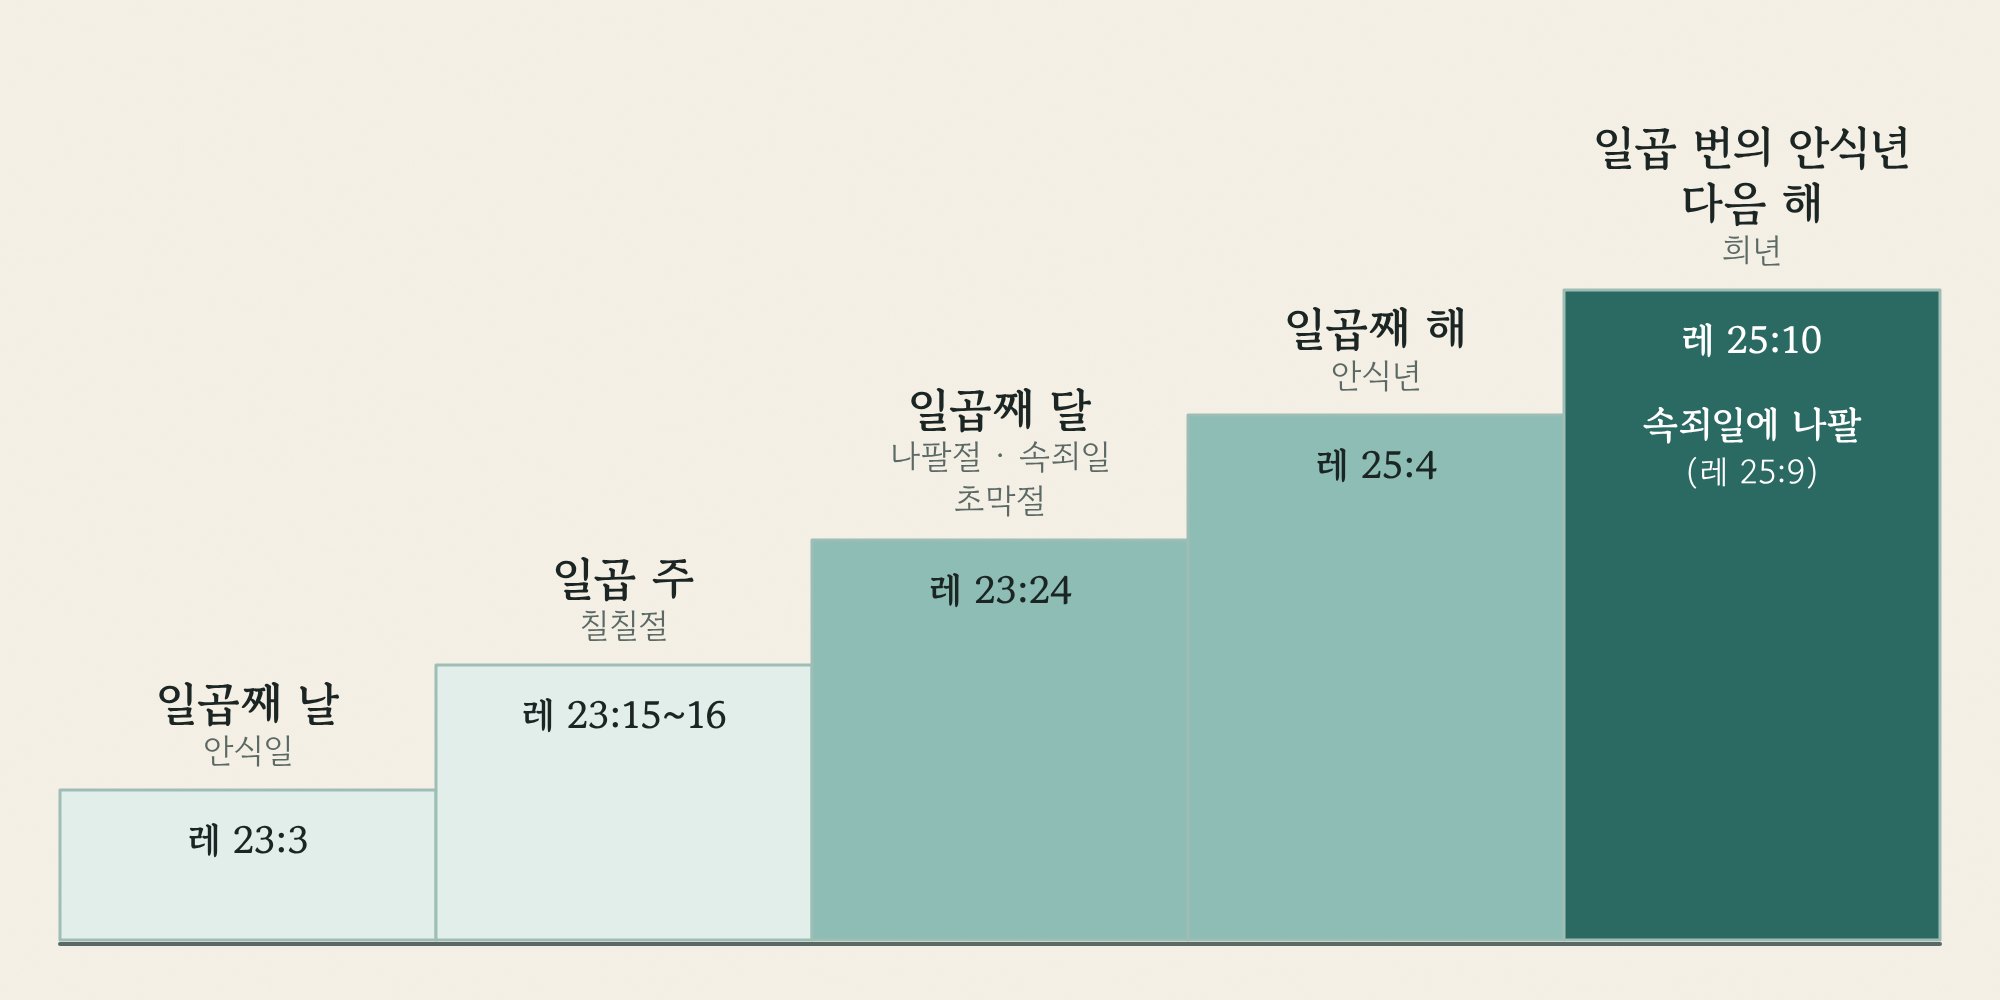 일곱째 날
안식일
레 23:3
일곱 주
칠칠절
레 23:15~16
일곱째 달
나팔절 · 속죄일
초막절
레 23:24
일곱째 해
안식년
레 25:4
일곱 번의 안식년
다음 해
희년
레 25:10
속죄일에 나팔
(레 25:9)